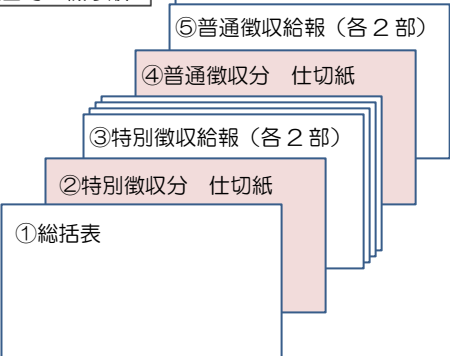 ⑤普通徴収給報（各２部）
④普通徴収分　仕切紙
③特別徴収給報（各２部）
②特別徴収分　仕切紙
①総括表